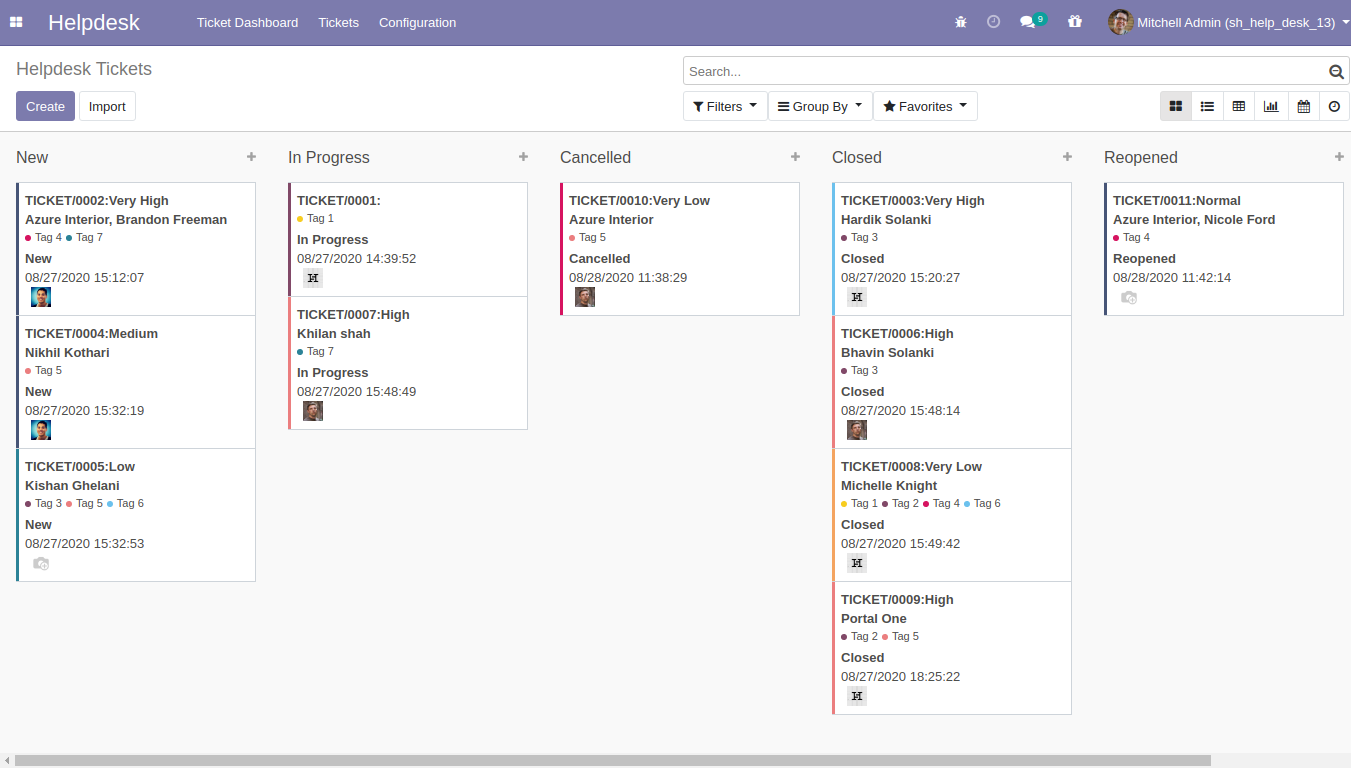 Helpdesk
Ticket Dashboard
Tickets
Configuration
9
Mitchell Admin (sh_help_desk_13)
Helpdesk Tickets
Search...
Create
Import
Filters
Group By
Favorites
New
TICKET/0002:Very High
Azure Interior, Brandon Freeman
Tag 4 Tag 7
New
08/27/2020 15:12:07
TICKET/0004:Medium
Nikhil Kothari
Tag 5
New
08/27/2020 15:32:19
TICKET/0005:Low
Kishan Ghelani
Tag 3 Tag 5 Tag 6
New
08/27/2020 15:32:53
In Progress
TICKET/0001:
Tag 1
In Progress
08/27/2020 14:39:52
H
TICKET/0007:High
Khilan shah
Tag 7
In Progress
08/27/2020 15:48:49
Cancelled
TICKET/0010:Very Low
Azure Interior
Tag 5
Cancelled
08/28/2020 11:38:29
Closed
TICKET/0003:Very High
Hardik Solanki
Tag 3
Closed
08/27/2020 15:20:27
H
TICKET/0006:High
Bhavin Solanki
Tag 3
Closed
08/27/2020 15:48:14
TICKET/0008:Very Low
Michelle Knight
Tag 1 Tag 2 Tag 4 Tag 6
Closed
08/27/2020 15:49:42
H
TICKET/0009:High
Portal One
Tag 2 Tag 5
Closed
08/27/2020 18:25:22
H
Reopened
TICKET/0011:Normal
Azure Interior, Nicole Ford
Tag 4
Reopened
08/28/2020 11:42:14